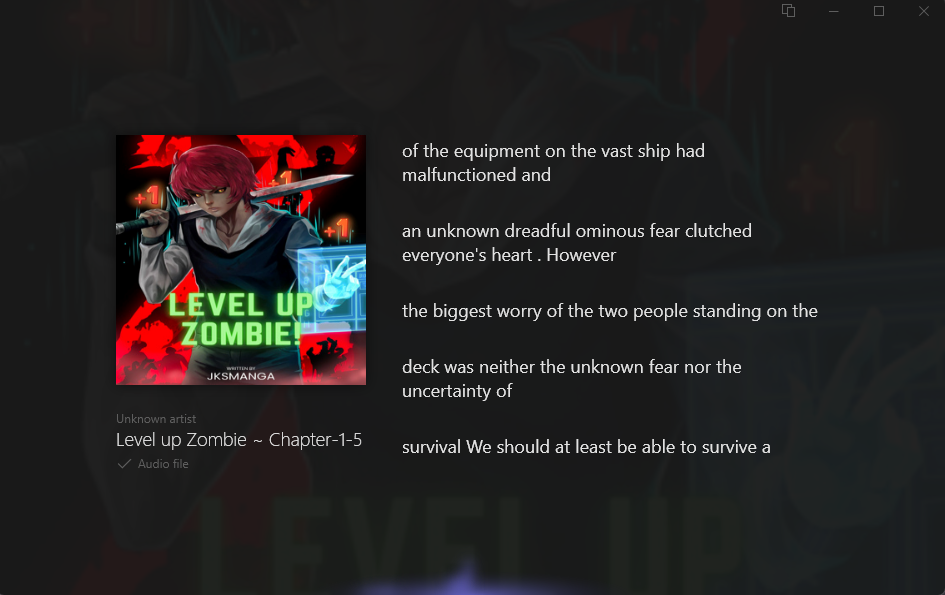 +1
+1
+1
LEVEL UP
ZOMBIE!
WRITTEN BY
JKSMANGA
Unknown artist
Level up Zombie ~ Chapter-1-5
Audio file
of the equipment on the vast ship had
malfunctioned and
an unknown dreadful ominous fear clutched
everyone's heart . However
the biggest worry of the two people standing on the
deck was neither the unknown fear nor the
uncertainty of
survival We should at least be able to survive a
+1
LEVEL UP